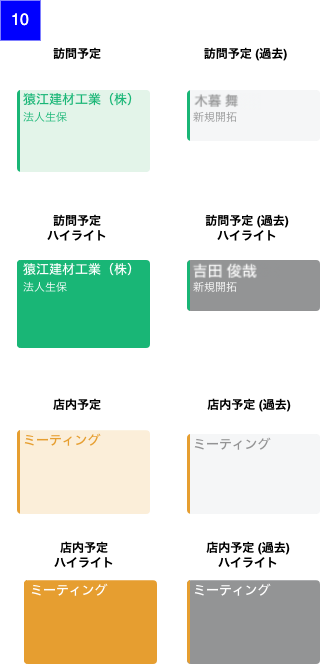 10
訪問予定
訪問予定 (過去)
猿江建材工業（株）
法人生保
木暮 舞
新規開拓
訪問予定
ハイライト
訪問予定 (過去)
ハイライト
猿江建材工業（株）
法人生保
吉田 俊哉
新規開拓
店内予定
店内予定 (過去)
ミーティング
ミーティング
店内予定
ハイライト
店内予定 (過去)
ハイライト
ミーティング
ミーティング